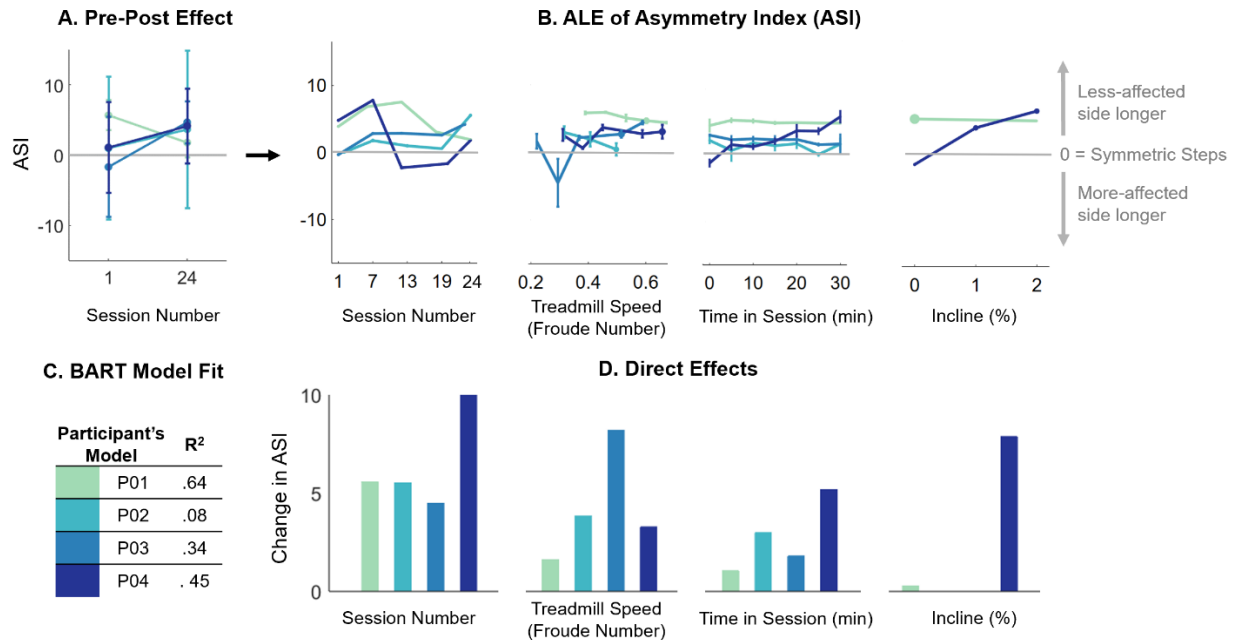 A. Pre-Post Effect
B. ALE of Asymmetry Index (ASI)
ASI
10
0
-10
1
24
Session Number
10
0
-10
1
7
13
19
24
Session Number
0.2
0.4
0.6
Treadmill Speed
(Froude Number)
0
10
20
30
Time in Session (min)
0
1
2
Incline (%)
Less-affected
side longer
0 = Symmetric Steps
More-affected
side longer
C. BART Model Fit
Participant's
Model
R²
P01 .64
P02 .08
P03 .34
P04 . 45
D. Direct Effects
Change in ASI
10
5
0
Session Number
Treadmill Speed
(Froude Number)
Time in Session (min)
Incline (%)